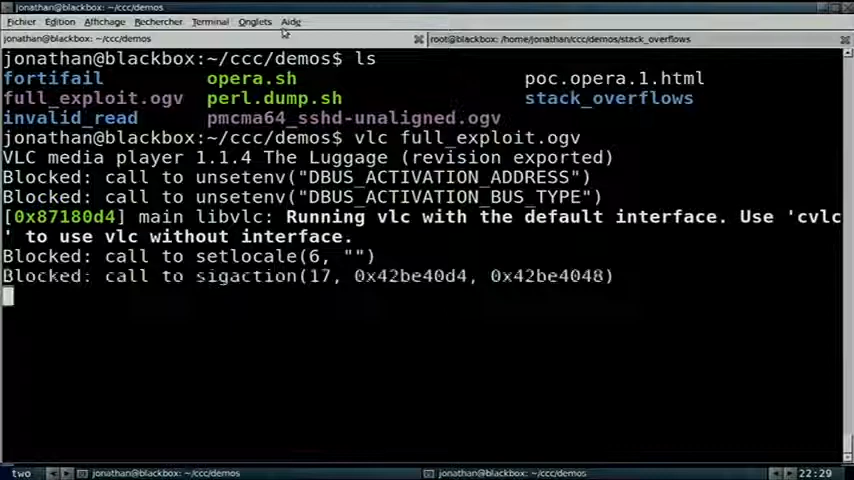 jonathan@blackbox: ~/ccc/demos
Fichier Edition Affichage Rechercher Terminal Onglets Aide
jonathan@blackbox: ~/ccc/demos root@blackbox: /home/jonathan/ccc/demos/stack_overflows
jonathan@blackbox:~/ccc/demos$ ls
fortifail opera.sh poc.opera.1.html
full_exploit.ogv perl.dump.sh stack_overflows
invalid_read pmcma64_sshd-unaligned.ogv
jonathan@blackbox:~/ccc/demos$ vlc full_exploit.ogv
VLC media player 1.1.4 The Luggage (revision exported)
Blocked: call to unsetenv("DBUS_ACTIVATION_ADDRESS")
Blocked: call to unsetenv("DBUS_ACTIVATION_BUS_TYPE")
[0x87180d4] main libvlc: Running vlc with the default interface. Use 'cvlc
' to use vlc without interface.
Blocked: call to setlocale(6, "")
Blocked: call to sigaction(17, 0x42be40d4, 0x42be4048)
two jonathan@blackbox: ~/ccc/demos jonathan@blackbox: ~/ccc/demos 22:29